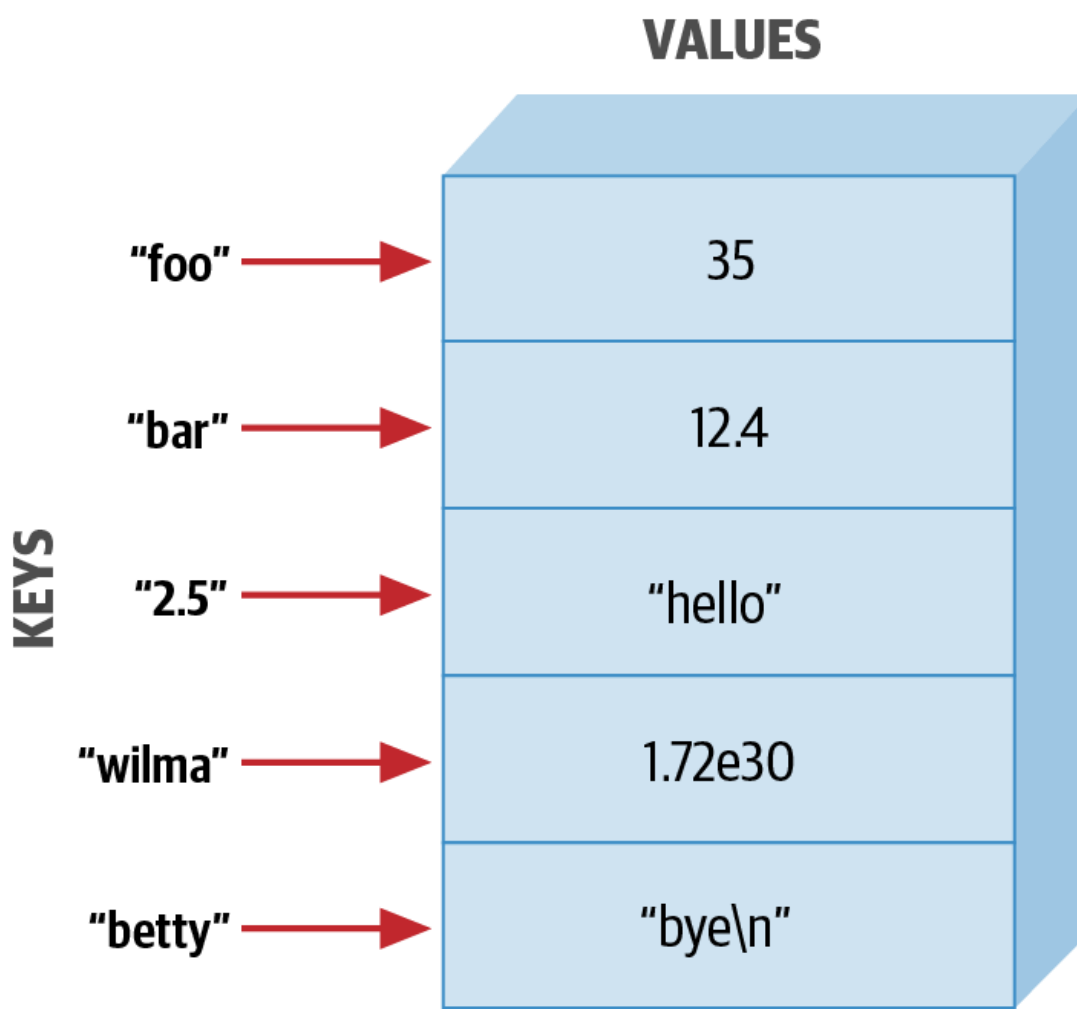 VALUES
“foo” 35
“bar” 12.4
KEYS
“2.5” “hello”
“wilma” 1.72e30
“betty” “bye\n”